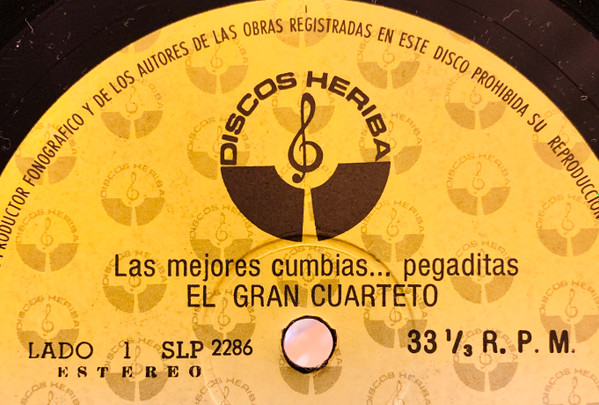 PRODUCTOR FONOGRAFICO Y DE LOS AUTORES DE LAS OBRAS REGISTRADAS EN ESTE DISCO PROHIBIDA SU REPRODUCCION
DISCOS HERIBA
Las mejores cumbias... pegaditas
EL GRAN CUARTETO
LADO 1 SLP 2286
33 1/3 R. P. M.
ESTEREO